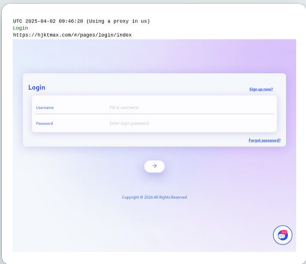 UTC 2025-04-02 09:46:28 (Using a proxy in us)
Login
https://hjktmax.com/#/pages/login/index
Login
Sign up now?
Username
Fill in username
Password
Enter login password
Forgot password?
Copyright © 2024 All Rights Reserved